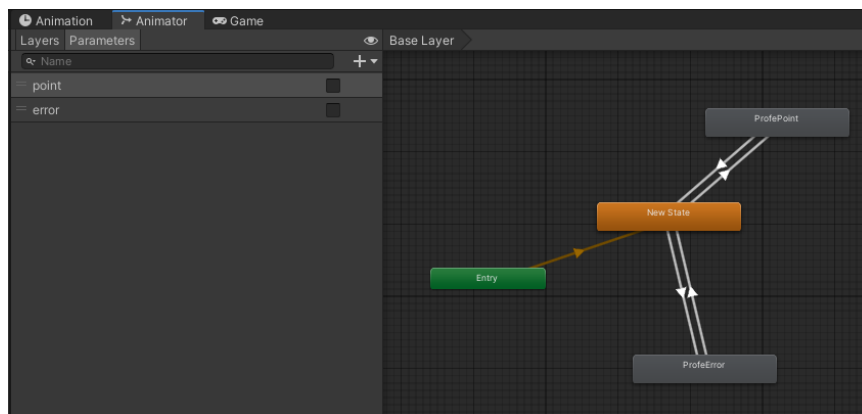 Animation Animator Game
Layers Parameters Base Layer
Name
point
error
ProfePoint
New State
Entry
ProfeError